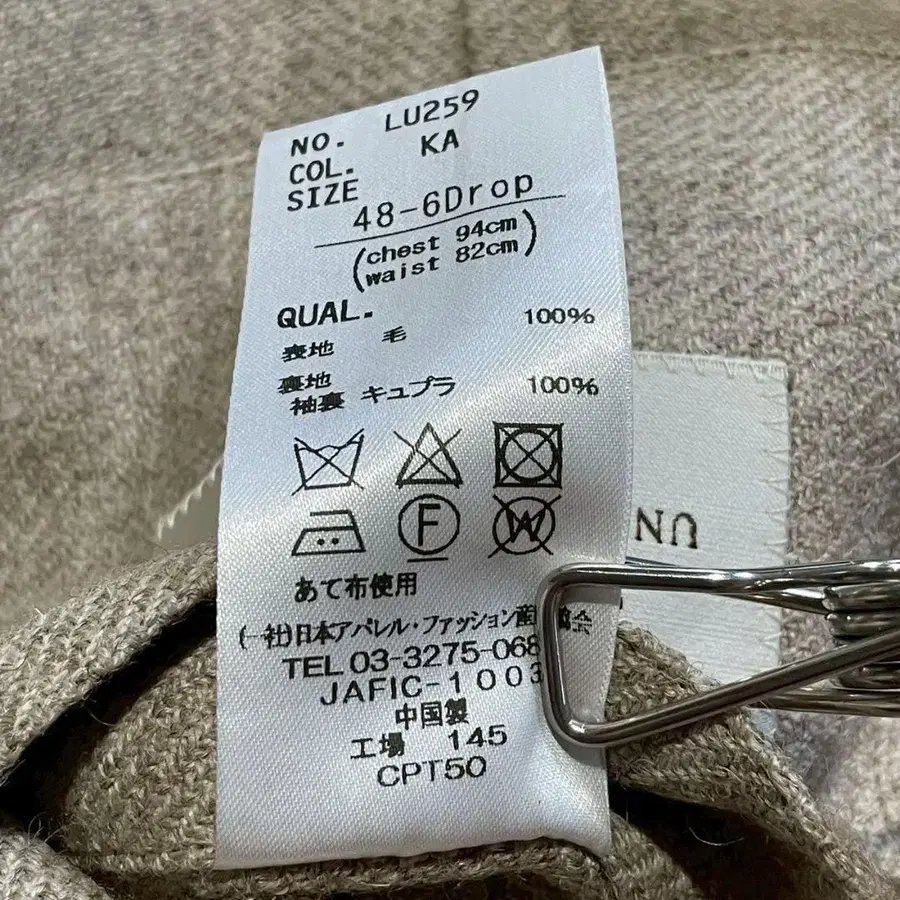 NO. LU259
COL. KA
SIZE
48-6Drop
(chest 94cm
waist 82cm)
QUAL.
表地 毛 100%
裏地
袖裏 キュプラ 100%
F
W
あて布使用
(一社)日本アパレル・ファッション産 協会
TEL 03-3275-068
JAFIC-1003
中国製
工場 145
CPT50
UN